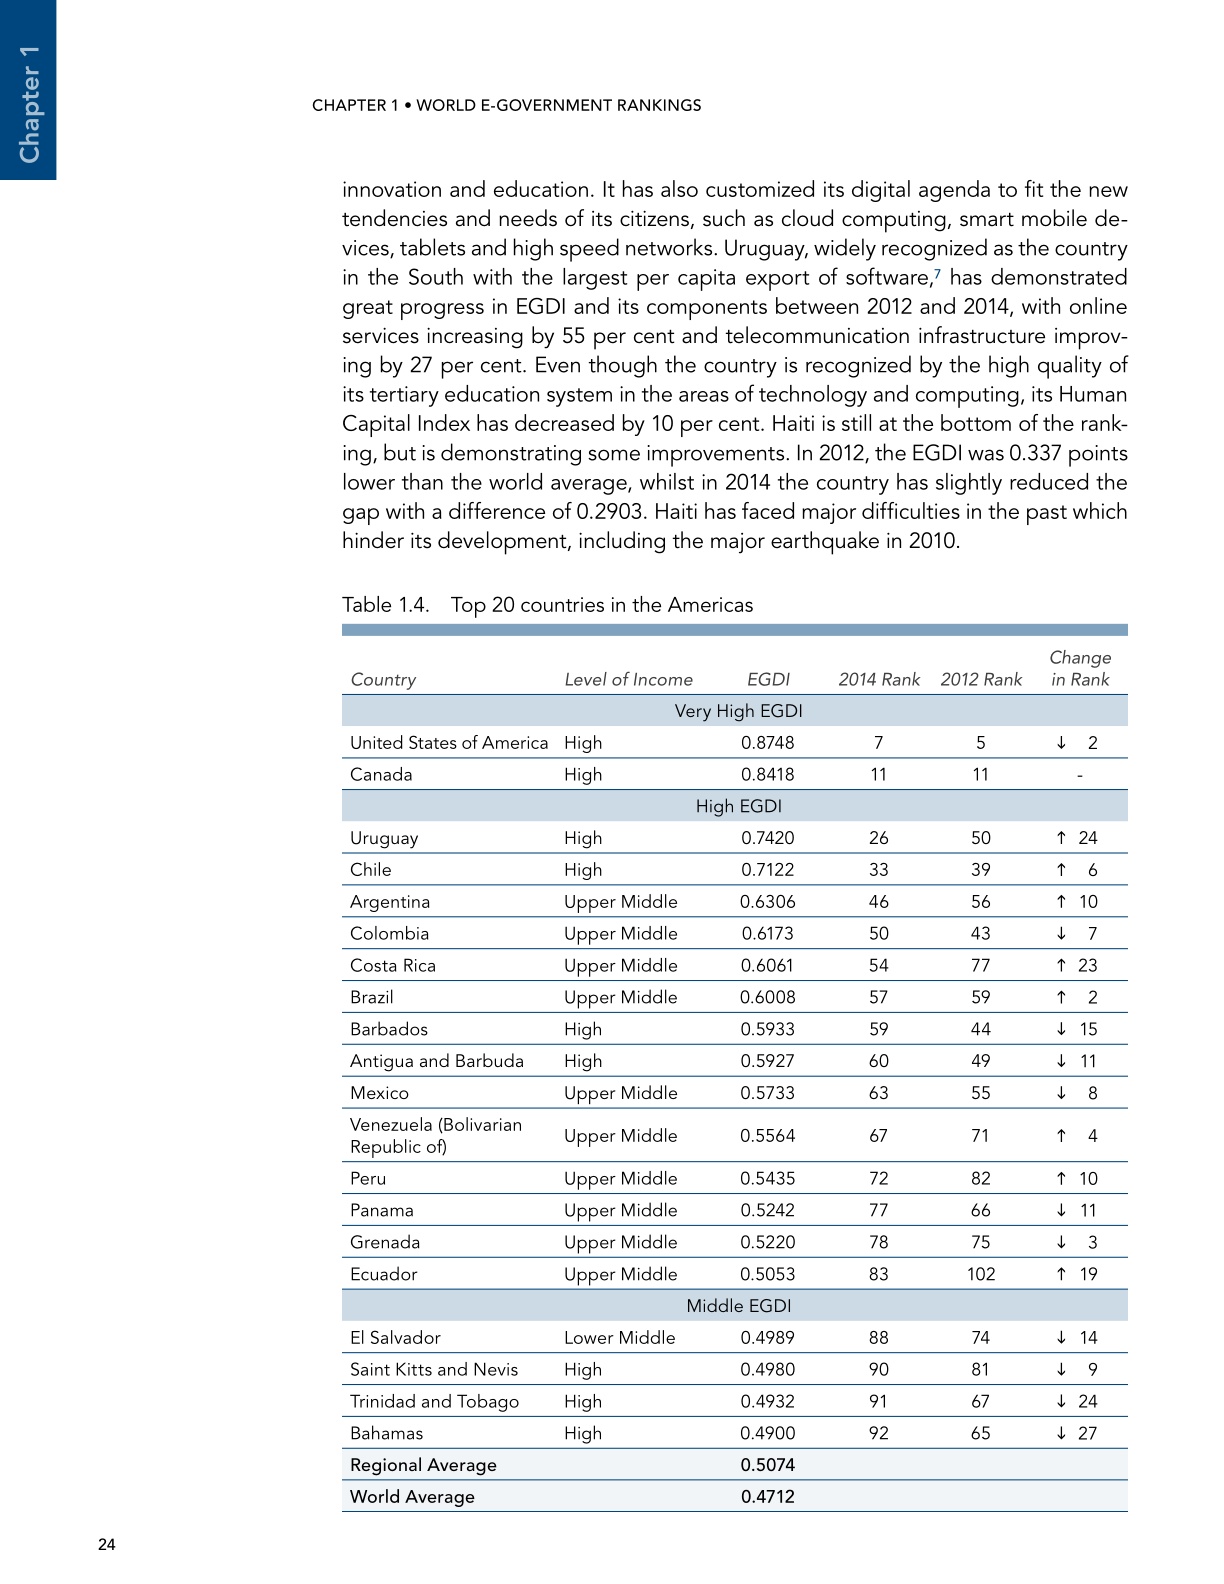 Chapter 1
CHAPTER 1 • WORLD E-GOVERNMENT RANKINGS
innovation and education. It has also customized its digital agenda to fit the new
tendencies and needs of its citizens, such as cloud computing, smart mobile de-
vices, tablets and high speed networks. Uruguay, widely recognized as the country
in the South with the largest per capita export of software,7 has demonstrated
great progress in EGDI and its components between 2012 and 2014, with online
services increasing by 55 per cent and telecommunication infrastructure improv-
ing by 27 per cent. Even though the country is recognized by the high quality of
its tertiary education system in the areas of technology and computing, its Human
Capital Index has decreased by 10 per cent. Haiti is still at the bottom of the rank-
ing, but is demonstrating some improvements. In 2012, the EGDI was 0.337 points
lower than the world average, whilst in 2014 the country has slightly reduced the
gap with a difference of 0.2903. Haiti has faced major difficulties in the past which
hinder its development, including the major earthquake in 2010.
Table 1.4. Top 20 countries in the Americas
Change
Country Level of Income EGDI 2014 Rank 2012 Rank in Rank
Very High EGDI
United States of America High 0.8748 7 5 ↓ 2
Canada High 0.8418 11 11 -
High EGDI
Uruguay High 0.7420 26 50 ↑ 24
Chile High 0.7122 33 39 ↑ 6
Argentina Upper Middle 0.6306 46 56 ↑ 10
Colombia Upper Middle 0.6173 50 43 ↓ 7
Costa Rica Upper Middle 0.6061 54 77 ↑ 23
Brazil Upper Middle 0.6008 57 59 ↑ 2
Barbados High 0.5933 59 44 ↓ 15
Antigua and Barbuda High 0.5927 60 49 ↓ 11
Mexico Upper Middle 0.5733 63 55 ↓ 8
Venezuela (Bolivarian
Republic of) Upper Middle 0.5564 67 71 ↑ 4
Peru Upper Middle 0.5435 72 82 ↑ 10
Panama Upper Middle 0.5242 77 66 ↓ 11
Grenada Upper Middle 0.5220 78 75 ↓ 3
Ecuador Upper Middle 0.5053 83 102 ↑ 19
Middle EGDI
El Salvador Lower Middle 0.4989 88 74 ↓ 14
Saint Kitts and Nevis High 0.4980 90 81 ↓ 9
Trinidad and Tobago High 0.4932 91 67 ↓ 24
Bahamas High 0.4900 92 65 ↓ 27
Regional Average 0.5074
World Average 0.4712
24